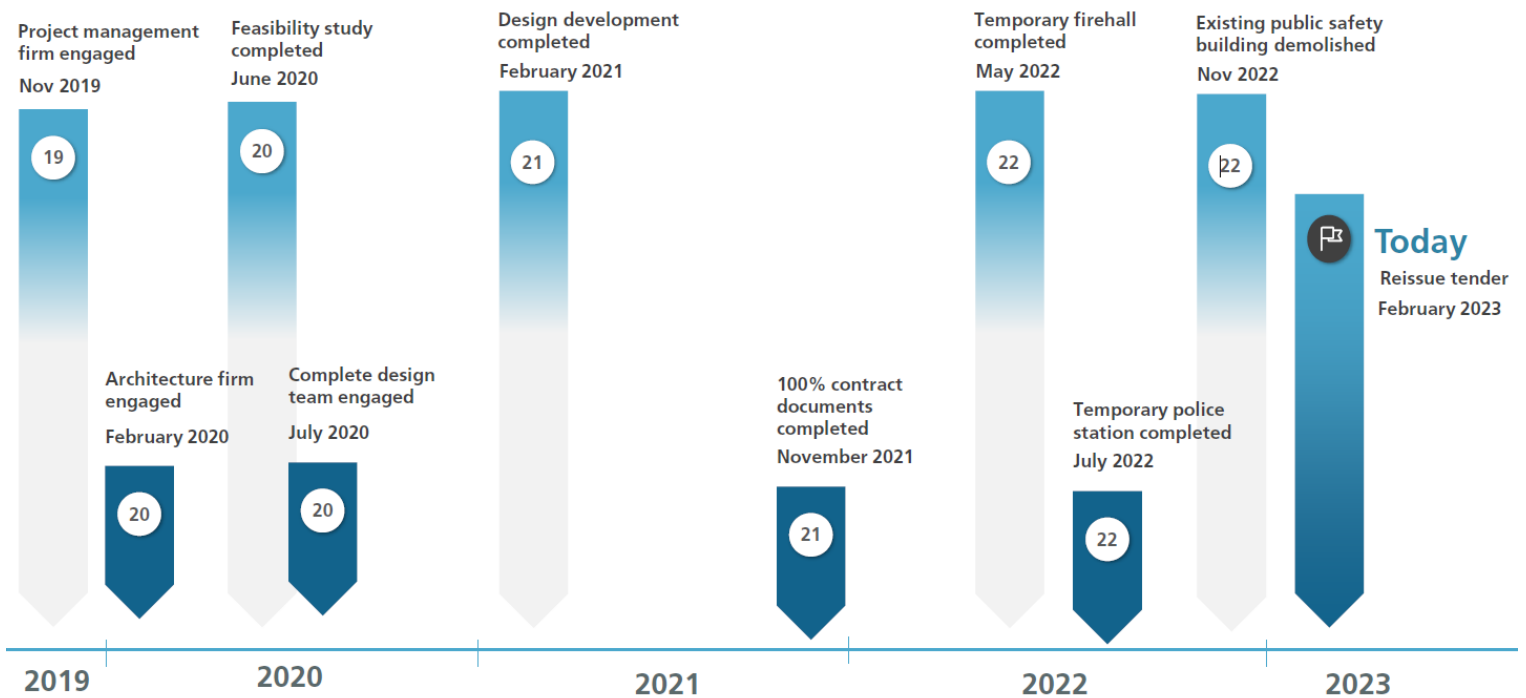 Project management
firm engaged
Nov 2019
19
Feasibility study
completed
June 2020
20
Design development
completed
February 2021
21
Temporary firehall
completed
May 2022
22
Existing public safety
building demolished
Nov 2022
22
Today
Reissue tender
February 2023
Architecture firm
engaged
February 2020
20
Complete design
team engaged
July 2020
20
100% contract
documents
completed
November 2021
21
Temporary police
station completed
July 2022
22
2019
2020
2021
2022
2023